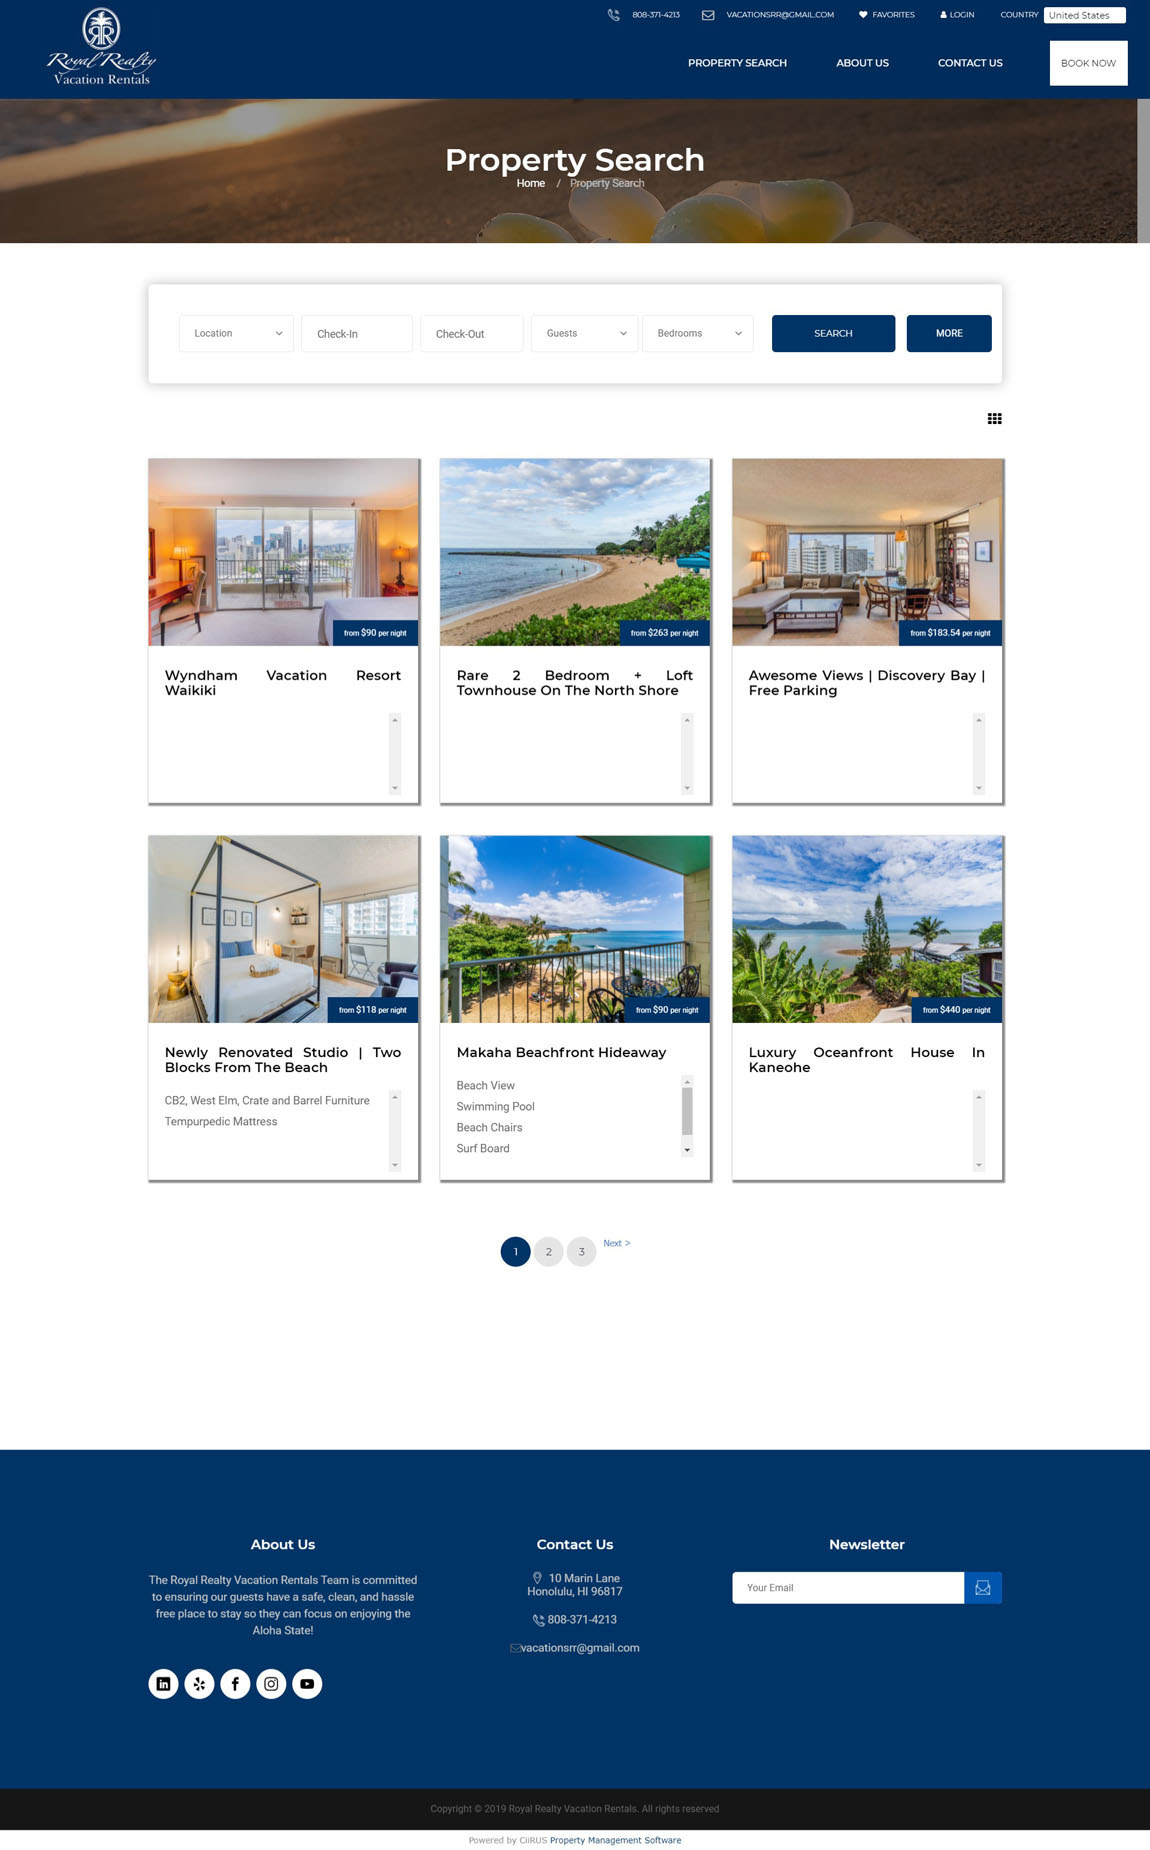 808-371-4213 VACATIONSRR@GMAIL.COM FAVORITES LOGIN COUNTRY United States
Royal Realty
Vacation Rentals
PROPERTY SEARCH ABOUT US CONTACT US BOOK NOW
Property Search
Home / Property Search
Location Check-In Check-Out Guests Bedrooms SEARCH MORE
from $90 per night
from $263 per night
from $183.54 per night
Wyndham Vacation Resort
Waikiki
Rare 2 Bedroom + Loft
Townhouse On The North Shore
Awesome Views | Discovery Bay |
Free Parking
from $118 per night
from $90 per night
from $440 per night
Newly Renovated Studio | Two
Blocks From The Beach
CB2, West Elm, Crate and Barrel Furniture
Tempurpedic Mattress
Makaha Beachfront Hideaway
Beach View
Swimming Pool
Beach Chairs
Surf Board
Luxury Oceanfront House In
Kaneohe
1 2 3 Next >
About Us
The Royal Realty Vacation Rentals Team is committed
to ensuring our guests have a safe, clean, and hassle
free place to stay so they can focus on enjoying the
Aloha State!
Contact Us
10 Marin Lane
Honolulu, HI 96817
808-371-4213
vacationsrr@gmail.com
Newsletter
Your Email
Copyright © 2019 Royal Realty Vacation Rentals. All rights reserved
Powered by CiiRUS Property Management Software